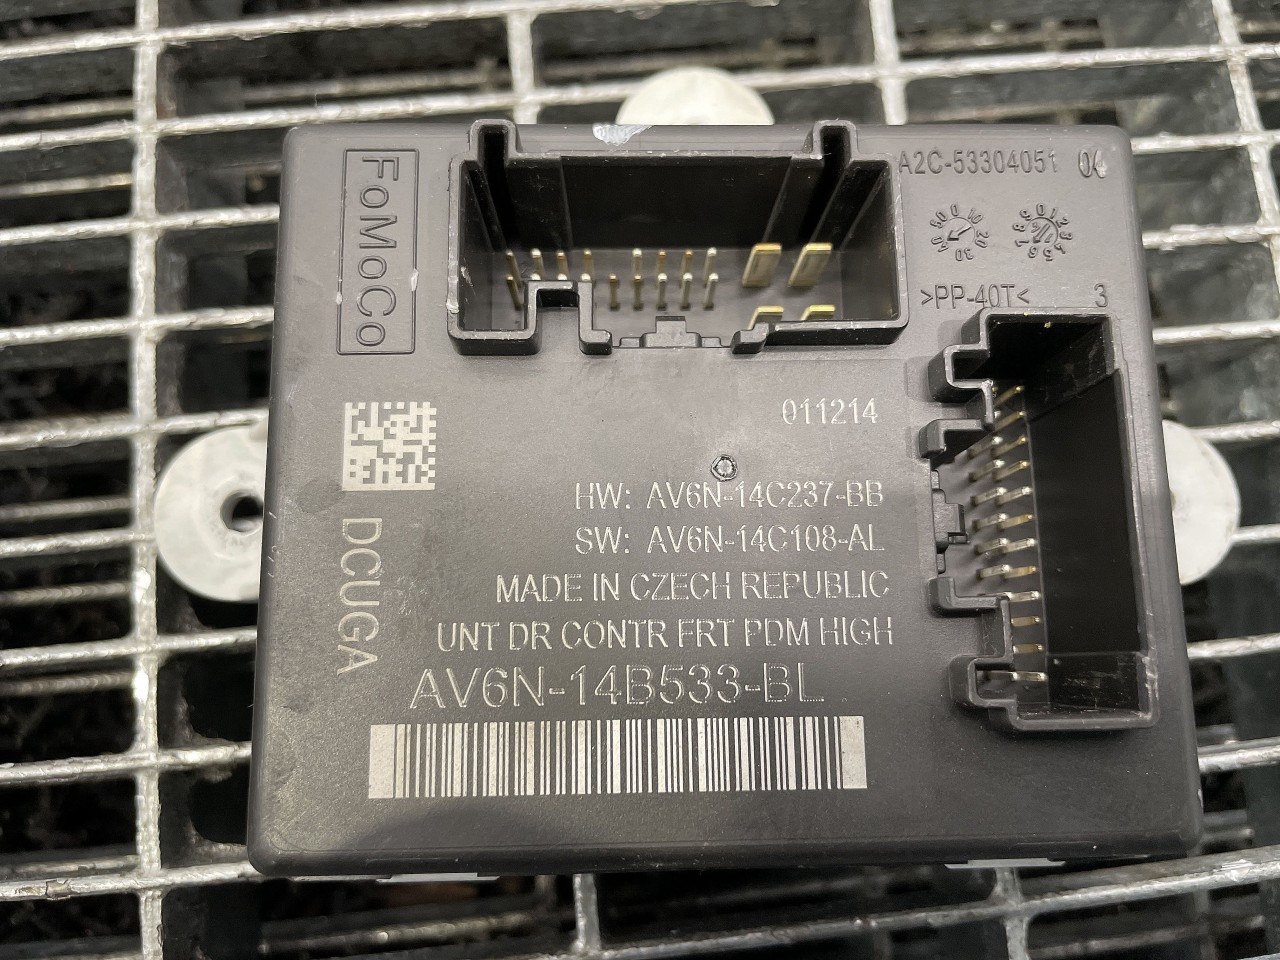 FoMoCo
A2C-53304051 04
>PP-40T< 3
011214
HW: AV6N-14C237-BB
SW: AV6N-14C108-AL
DCUGA
MADE IN CZECH REPUBLIC
UNT DR CONTR FRT PDM HIGH
AV6N-14B533-BL